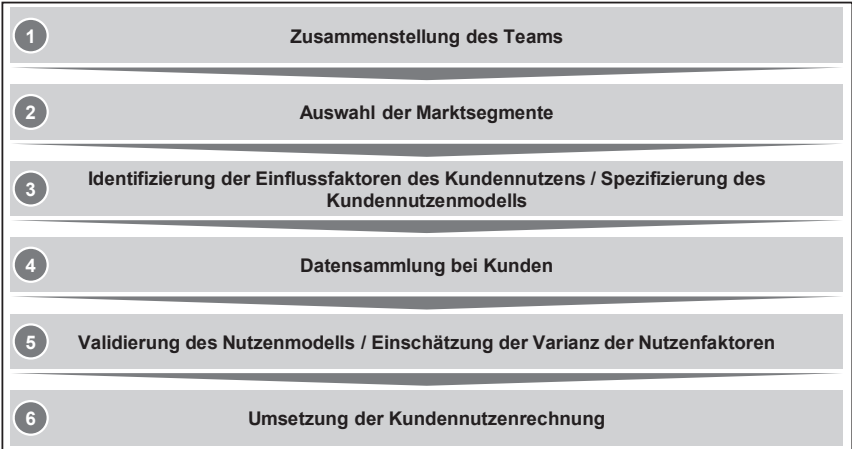 1 Zusammenstellung des Teams
2 Auswahl der Marktsegmente
3 Identifizierung der Einflussfaktoren des Kundennutzens / Spezifizierung des
Kundennutzenmodells
4 Datensammlung bei Kunden
5 Validierung des Nutzenmodells / Einschätzung der Varianz der Nutzenfaktoren
6 Umsetzung der Kundennutzenrechnung